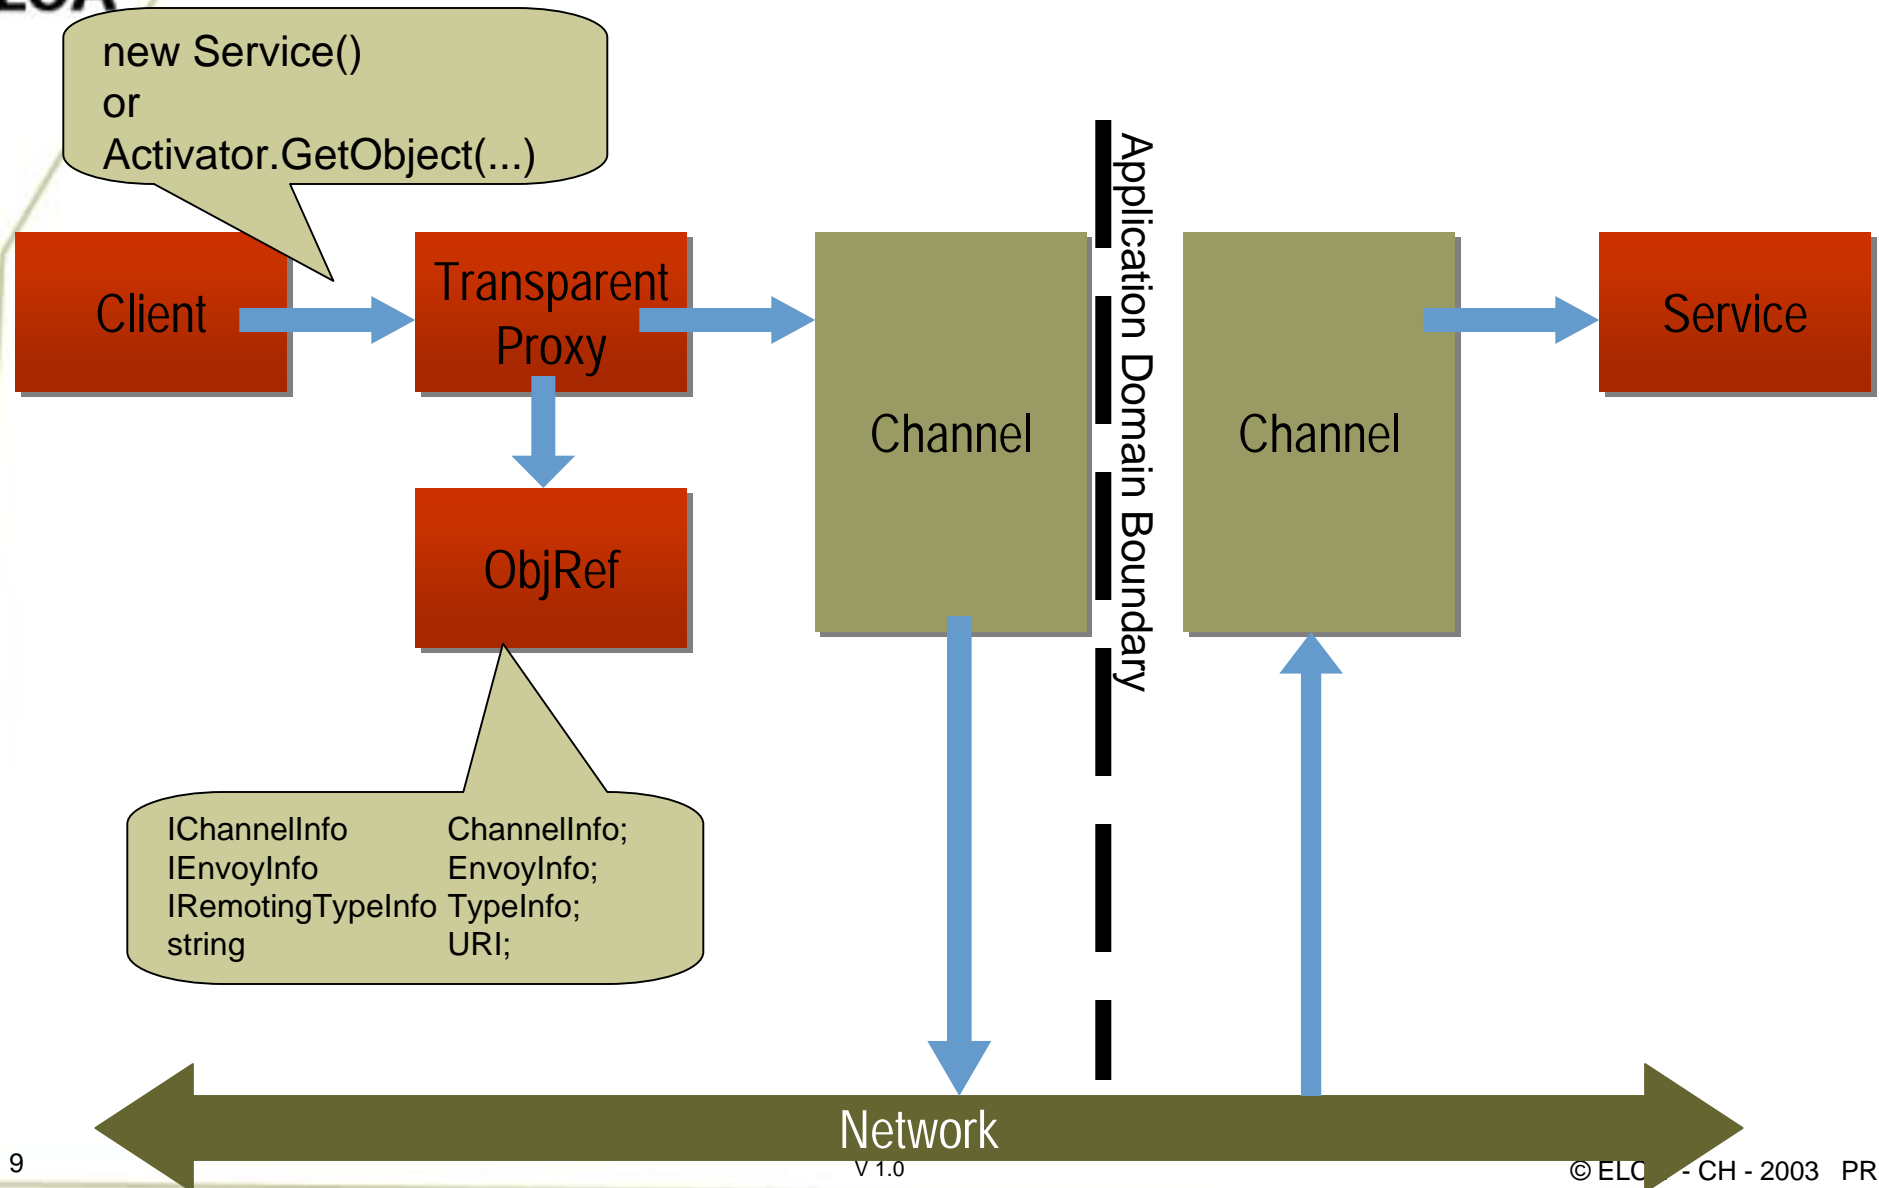 new Service()
or
Activator.GetObject(...)
Client
Transparent
Proxy
Channel
Application Domain Boundary
Channel
Service
ObjRef
IChannelInfo ChannelInfo;
IEnvoyInfo EnvoyInfo;
IRemotingTypeInfo TypeInfo;
string URI;
Network
9
V 1.0
© - CH - 2003 PR